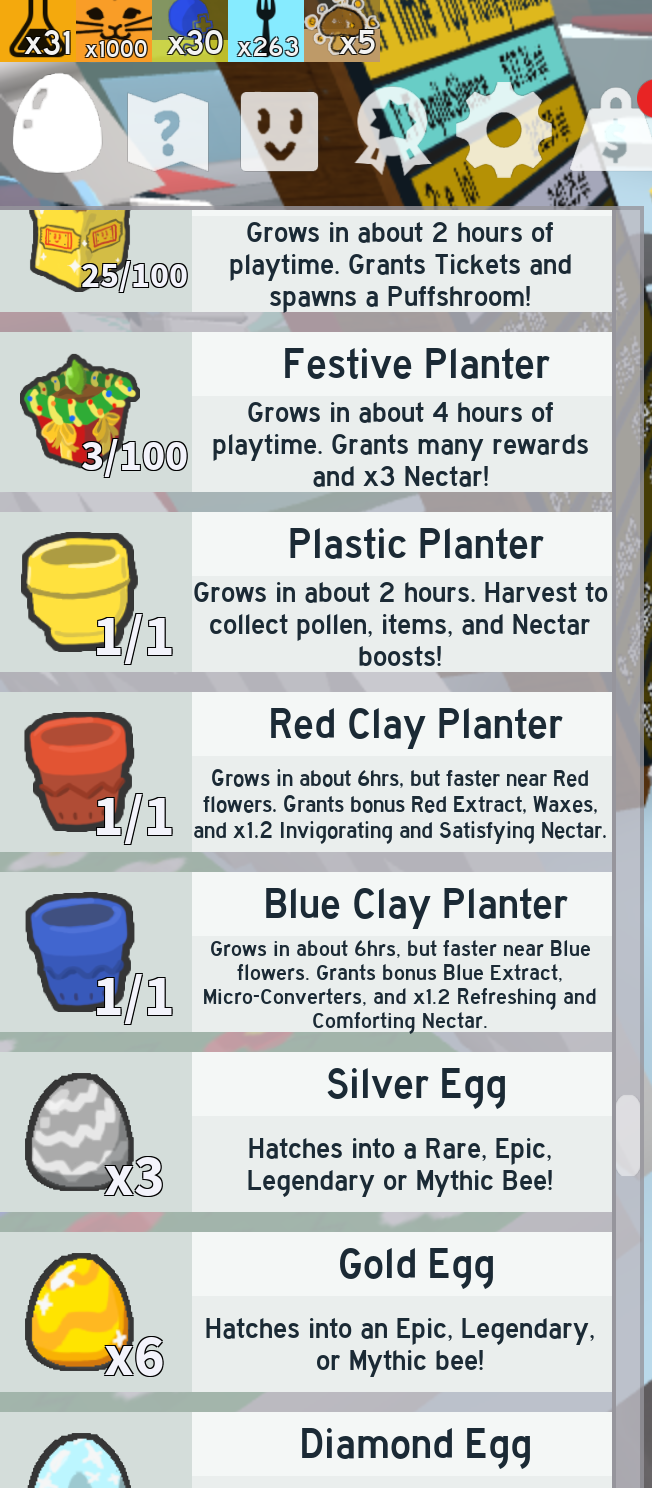 x31 x1000 x30 x263 x5
?
$
25/100
Grows in about 2 hours of
playtime. Grants Tickets and
spawns a Puffshroom!
Festive Planter
3/100
Grows in about 4 hours of
playtime. Grants many rewards
and x3 Nectar!
Plastic Planter
1/1
Grows in about 2 hours. Harvest to
collect pollen, items, and Nectar
boosts!
Red Clay Planter
1/1
Grows in about 6hrs, but faster near Red
flowers. Grants bonus Red Extract, Waxes,
and x1.2 Invigorating and Satisfying Nectar.
Blue Clay Planter
1/1
Grows in about 6hrs, but faster near Blue
flowers. Grants bonus Blue Extract,
Micro-Converters, and x1.2 Refreshing and
Comforting Nectar.
Silver Egg
x3
Hatches into a Rare, Epic,
Legendary or Mythic Bee!
Gold Egg
x6
Hatches into an Epic, Legendary,
or Mythic bee!
Diamond Egg